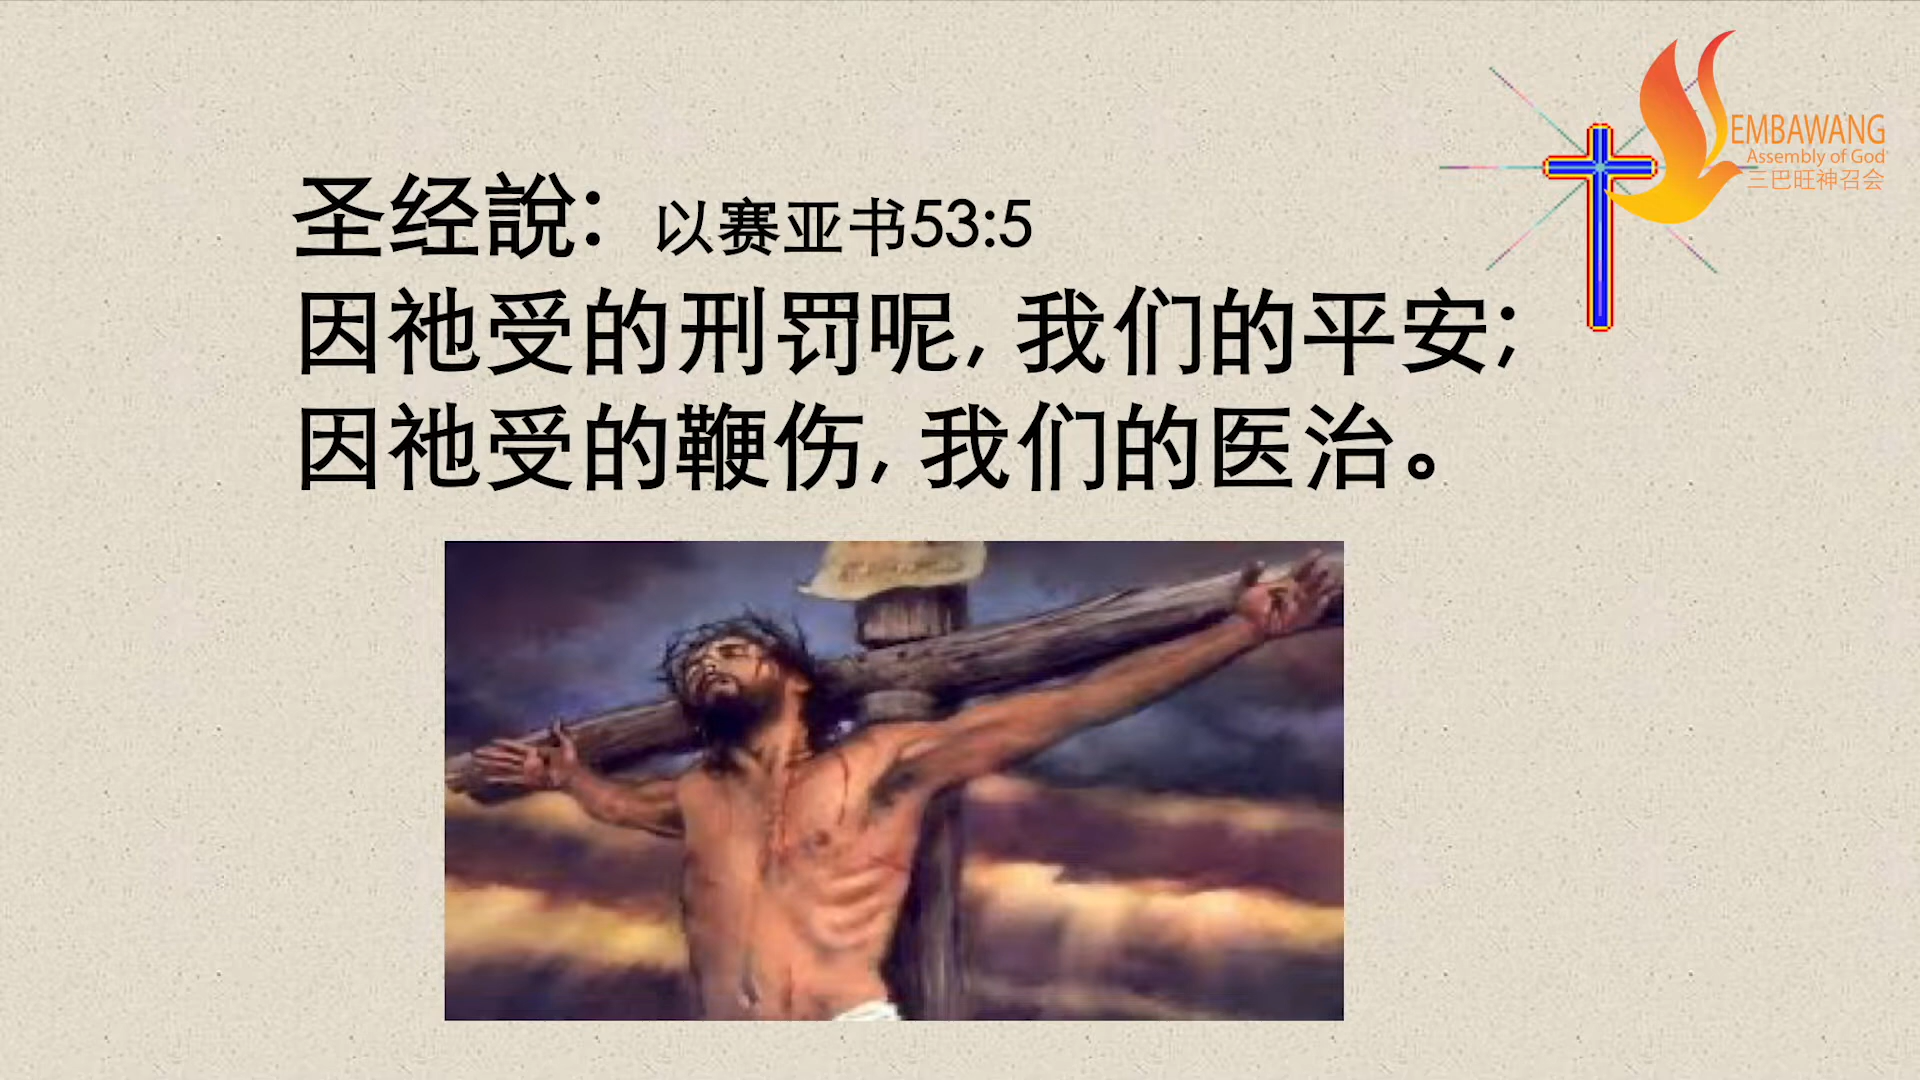 圣经說: 以赛亚书53:5
因祂受的刑罚呢, 我们的平安;
因祂受的鞭伤, 我们的医治。
EMBAWANG
Assembly of God
三巴旺神召会